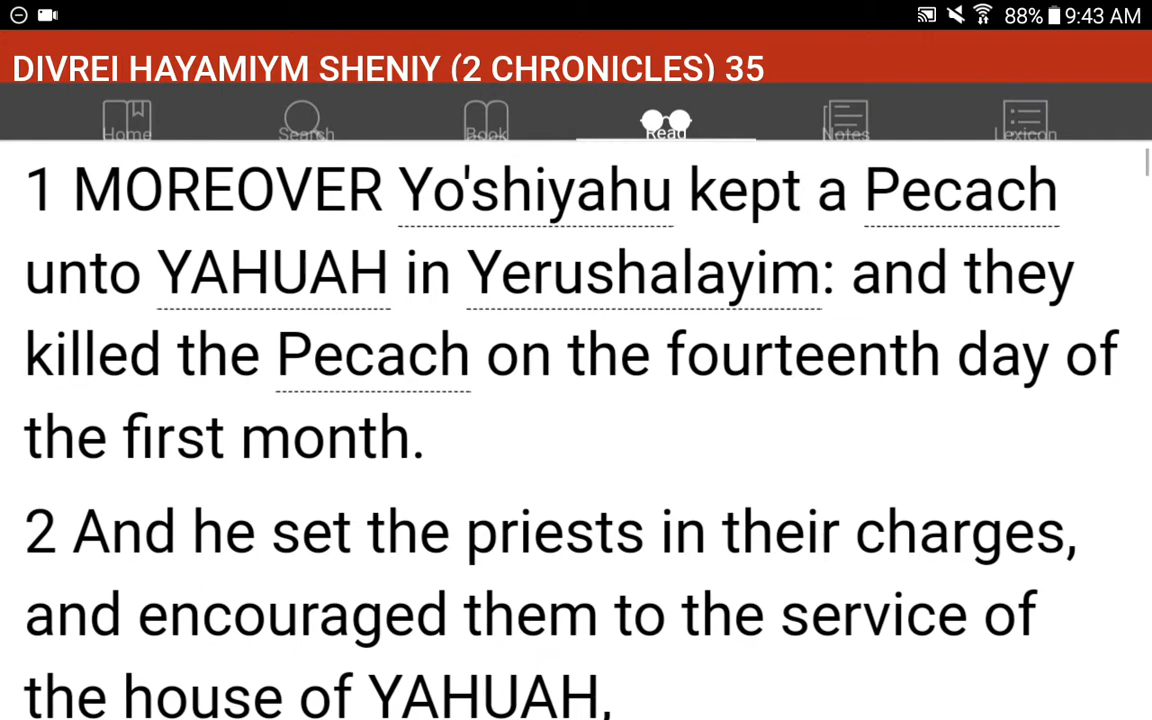 88% 9:43 AM
DIVREI HAYAMIYM SHENIY (2 CHRONICLES) 35
Home Search Book Read Notes Lexicon
1 MOREOVER Yo'shiyahu kept a Pecach
unto YAHUAH in Yerushalayim: and they
killed the Pecach on the fourteenth day of
the first month.
2 And he set the priests in their charges,
and encouraged them to the service of
the house of YAHUAH,